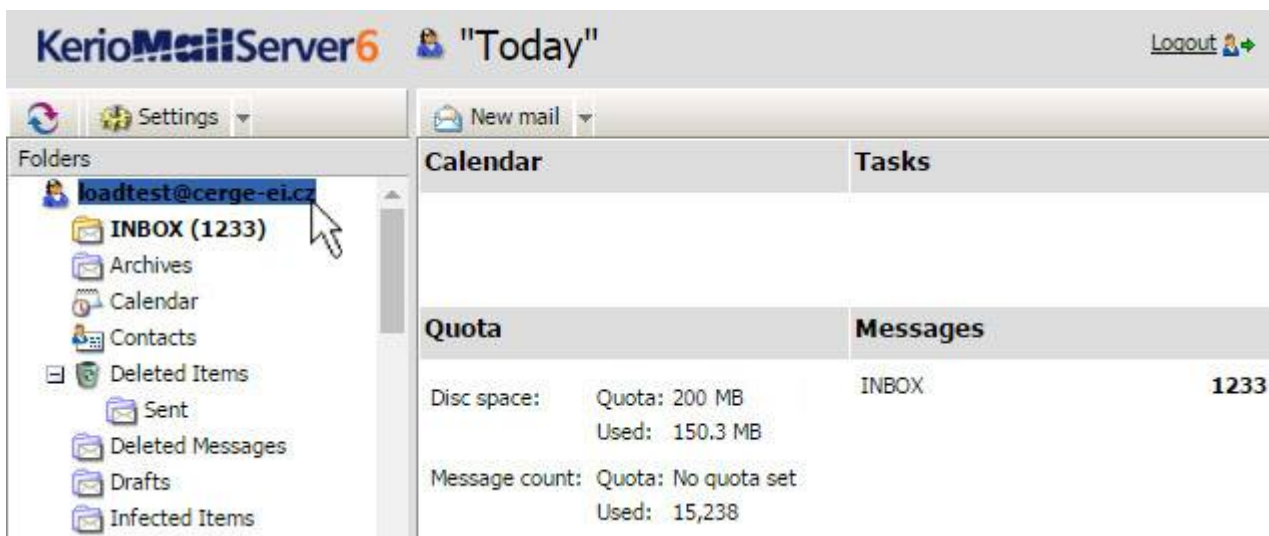 KerioMailServer6
"Today"
Logout
Settings
New mail
Folders
loadtest@cerge-ei.cz
INBOX (1233)
Archives
Calendar
Contacts
Deleted Items
Sent
Deleted Messages
Drafts
Infected Items
Calendar
Tasks
Quota
Disc space: Quota: 200 MB
Used: 150.3 MB
Message count: Quota: No quota set
Used: 15,238
Messages
INBOX 1233